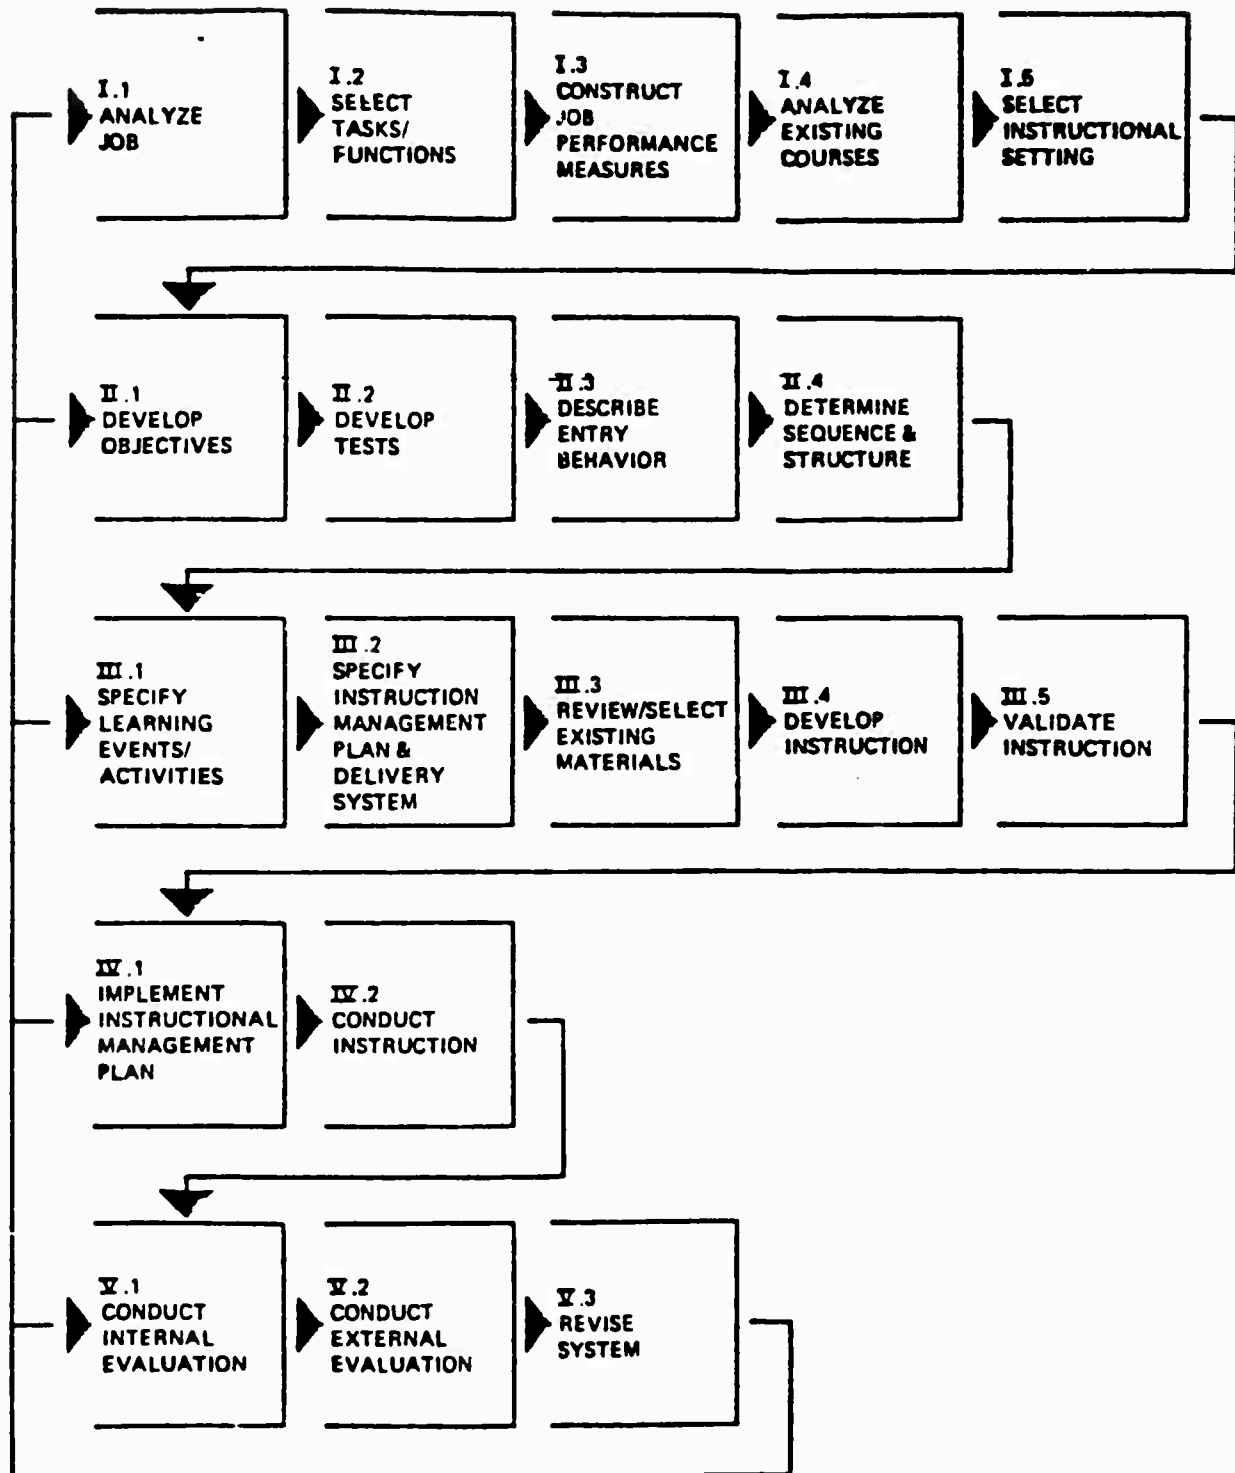 I.1
ANALYZE
JOB
I.2
SELECT
TASKS/
FUNCTIONS
I.3
CONSTRUCT
JOB
PERFORMANCE
MEASURES
I.4
ANALYZE
EXISTING
COURSES
I.5
SELECT
INSTRUCTIONAL
SETTING
II.1
DEVELOP
OBJECTIVES
II.2
DEVELOP
TESTS
II.3
DESCRIBE
ENTRY
BEHAVIOR
II.4
DETERMINE
SEQUENCE &
STRUCTURE
III.1
SPECIFY
LEARNING
EVENTS/
ACTIVITIES
III.2
SPECIFY
INSTRUCTION
MANAGEMENT
PLAN &
DELIVERY
SYSTEM
III.3
REVIEW/SELECT
EXISTING
MATERIALS
III.4
DEVELOP
INSTRUCTION
III.5
VALIDATE
INSTRUCTION
IV.1
IMPLEMENT
INSTRUCTIONAL
MANAGEMENT
PLAN
IV.2
CONDUCT
INSTRUCTION
V.1
CONDUCT
INTERNAL
EVALUATION
V.2
CONDUCT
EXTERNAL
EVALUATION
V.3
REVISE
SYSTEM